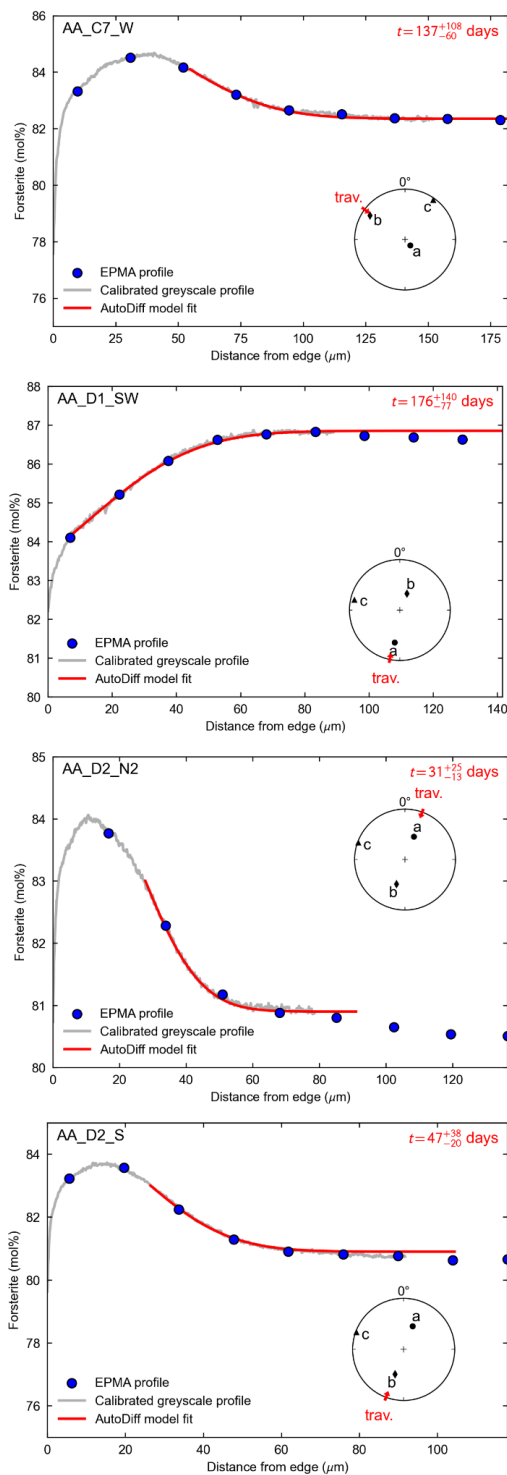 AA_C7_W
t=137+108−60 days
Forsterite (mol%)
86
84
82
80
78
76
0°
trav.
c
b
a
EPMA profile
Calibrated greyscale profile
AutoDiff model fit
0 25 50 75 100 125 150 175
Distance from edge (μm)
AA_D1_SW
t=176+140−77 days
Forsterite (mol%)
88
87
86
85
84
83
82
81
80
0°
b
c
a
trav.
EPMA profile
Calibrated greyscale profile
AutoDiff model fit
0 20 40 60 80 100 120 140
Distance from edge (μm)
AA_D2_N2
t=31+25−13 days
Forsterite (mol%)
85
84
83
82
81
80
trav.
0°
a
c
b
EPMA profile
Calibrated greyscale profile
AutoDiff model fit
0 20 40 60 80 100 120
Distance from edge (μm)
AA_D2_S
t=47+38−20 days
Forsterite (mol%)
84
82
80
78
76
0°
a
c
b
trav.
EPMA profile
Calibrated greyscale profile
AutoDiff model fit
0 20 40 60 80 100
Distance from edge (μm)